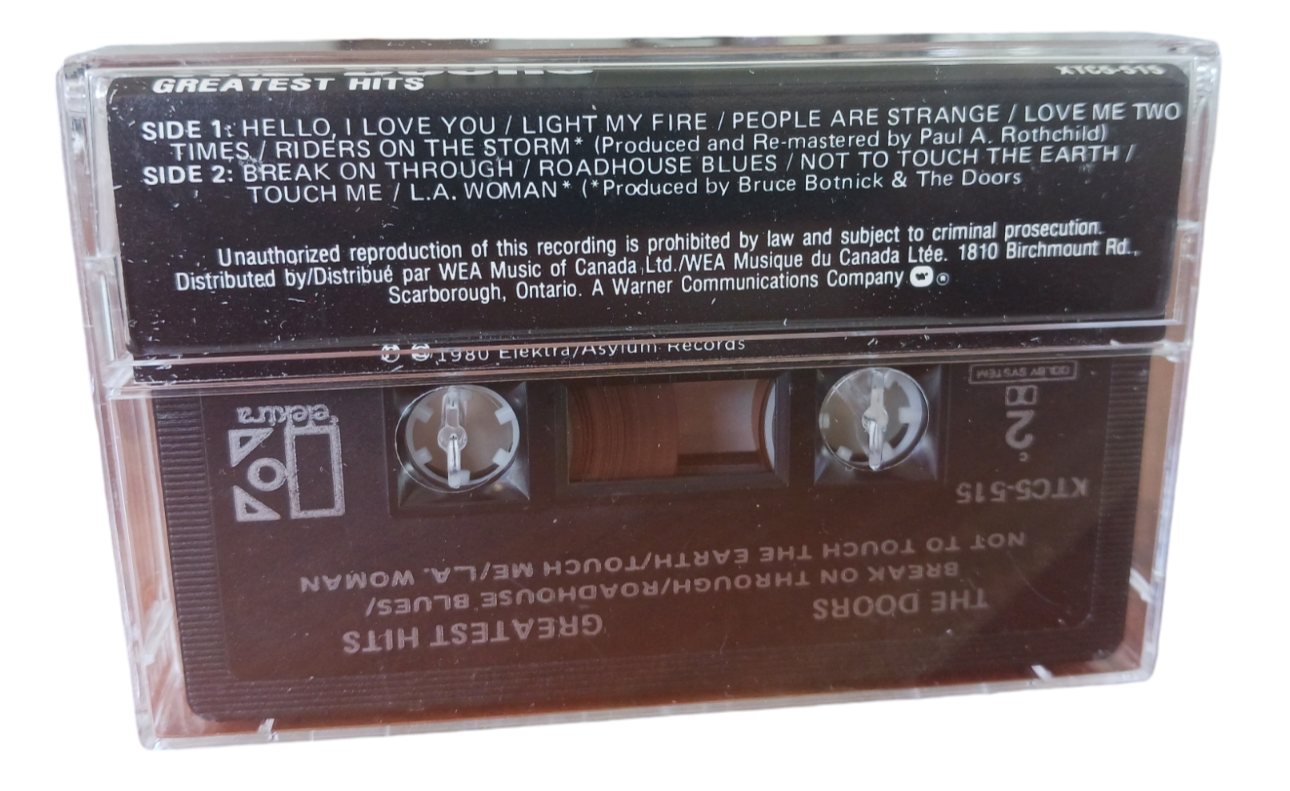 GREATEST HITS
SIDE 1: HELLO, I LOVE YOU / LIGHT MY FIRE / PEOPLE ARE STRANGE / LOVE ME TWO
TIMES / RIDERS ON THE STORM* (Produced and Re-mastered by Paul A. Rothchild)
SIDE 2: BREAK ON THROUGH / ROADHOUSE BLUES / NOT TO TOUCH THE EARTH /
TOUCH ME / L.A. WOMAN* (*Produced by Bruce Botnick & The Doors
Unauthorized reproduction of this recording is prohibited by law and subject to criminal prosecution.
Distributed by/Distribué par WEA Music of Canada, Ltd./WEA Musique du Canada Ltée. 1810 Birchmount Rd.,
Scarborough, Ontario. A Warner Communications Company ®
℗ © 1980 Elektra/Asylum Records
THE DOORS GREATEST HITS
BREAK ON THROUGH/ROADHOUSE BLUES/
NOT TO TOUCH THE EARTH/TOUCH ME/L.A. WOMAN
KTC5-515
c
2
DOLBY SYSTEM
elektra